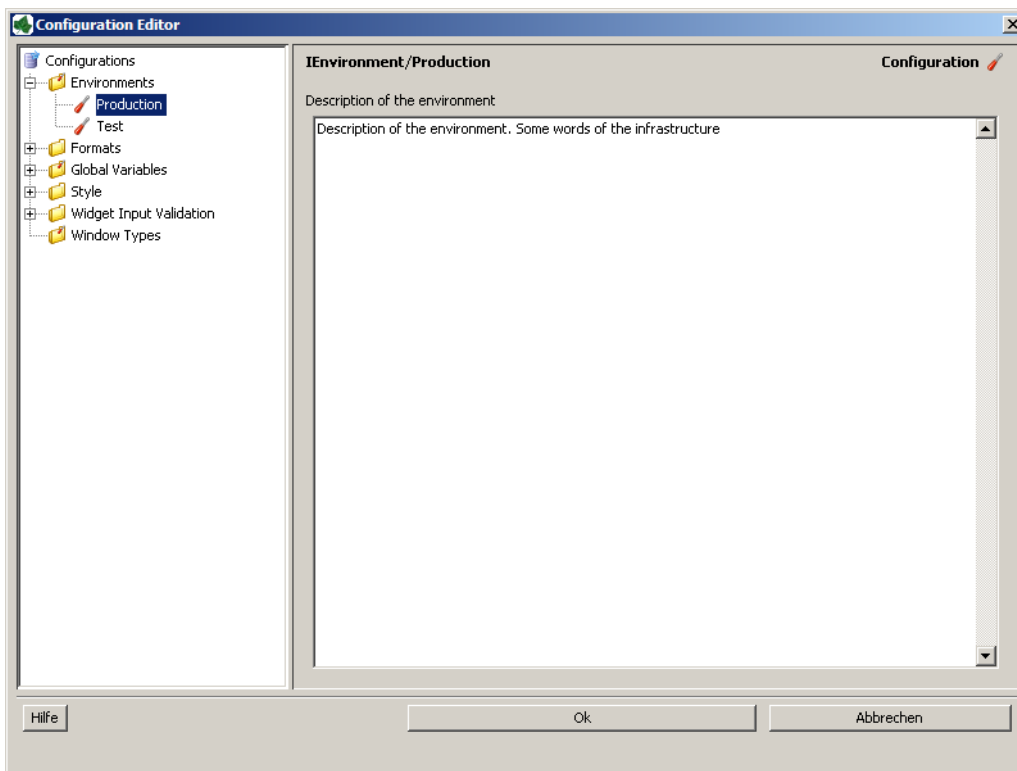 Configuration Editor
Configurations
Environments
Production
Test
Formats
Global Variables
Style
Widget Input Validation
Window Types
IEnvironment/Production Configuration
Description of the environment
Description of the environment. Some words of the infrastructure
Hilfe Ok Abbrechen